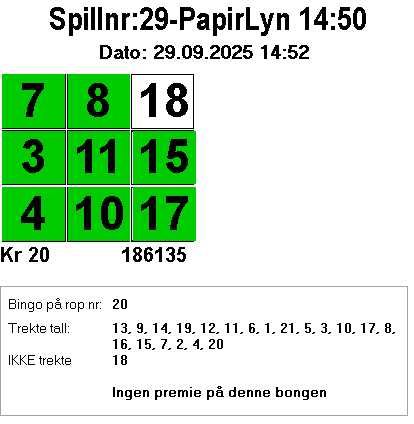 Spillnr:29-PapirLyn 14:50
Dato: 29.09.2025 14:52
7 8 18
3 11 15
4 10 17
Kr 20 186135
Bingo på rop nr: 20
Trekte tall: 13, 9, 14, 19, 12, 11, 6, 1, 21, 5, 3, 10, 17, 8,
16, 15, 7, 2, 4, 20
IKKE trekte 18
Ingen premie på denne bongen